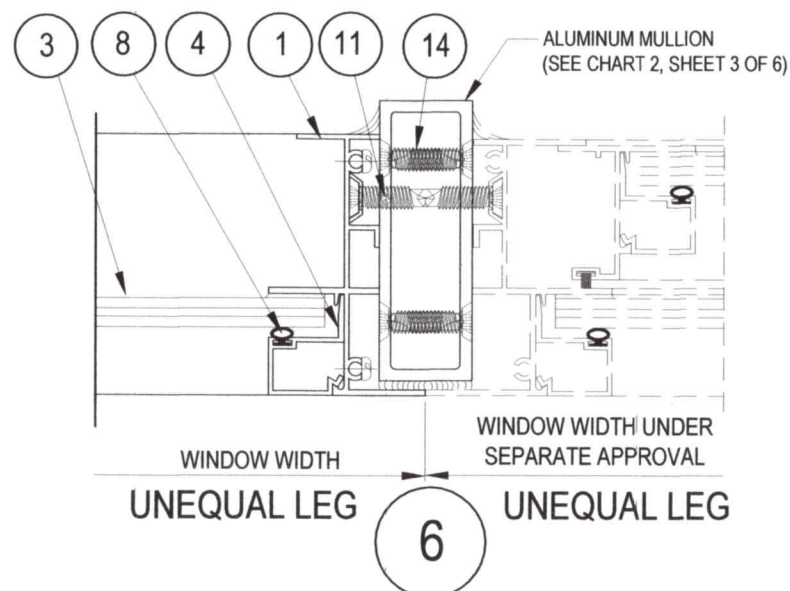 3
8
4
1
11
14
ALUMINUM MULLION
(SEE CHART 2, SHEET 3 OF 6)
WINDOW WIDTH
WINDOW WIDTH UNDER
SEPARATE APPROVAL
UNEQUAL LEG
UNEQUAL LEG
6